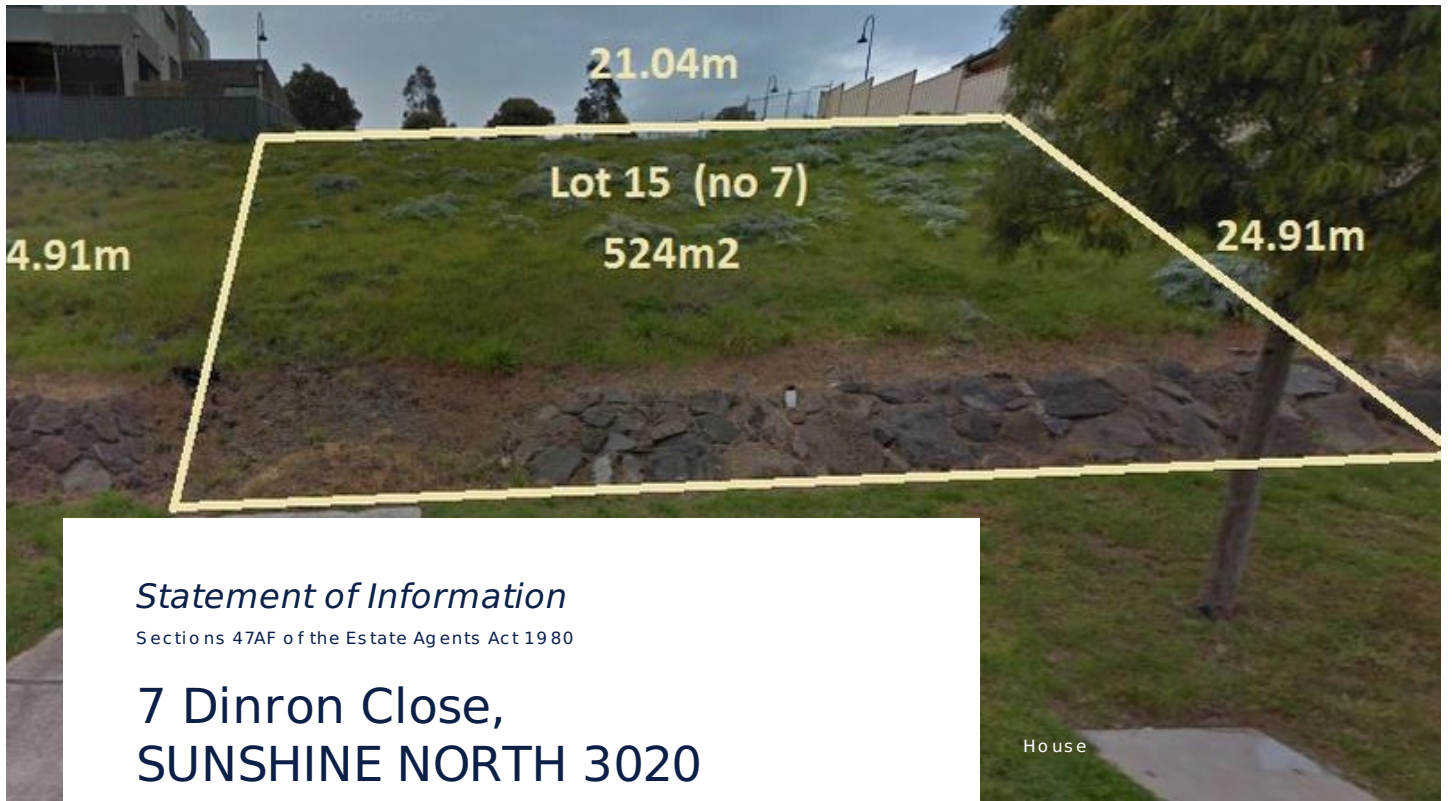 21.04m
Lot 15 (no 7)
524m2
4.91m
24.91m
Statement of Information
Sections 47AF of the Estate Agents Act 1980
7 Dinron Close,
SUNSHINE NORTH 3020
House